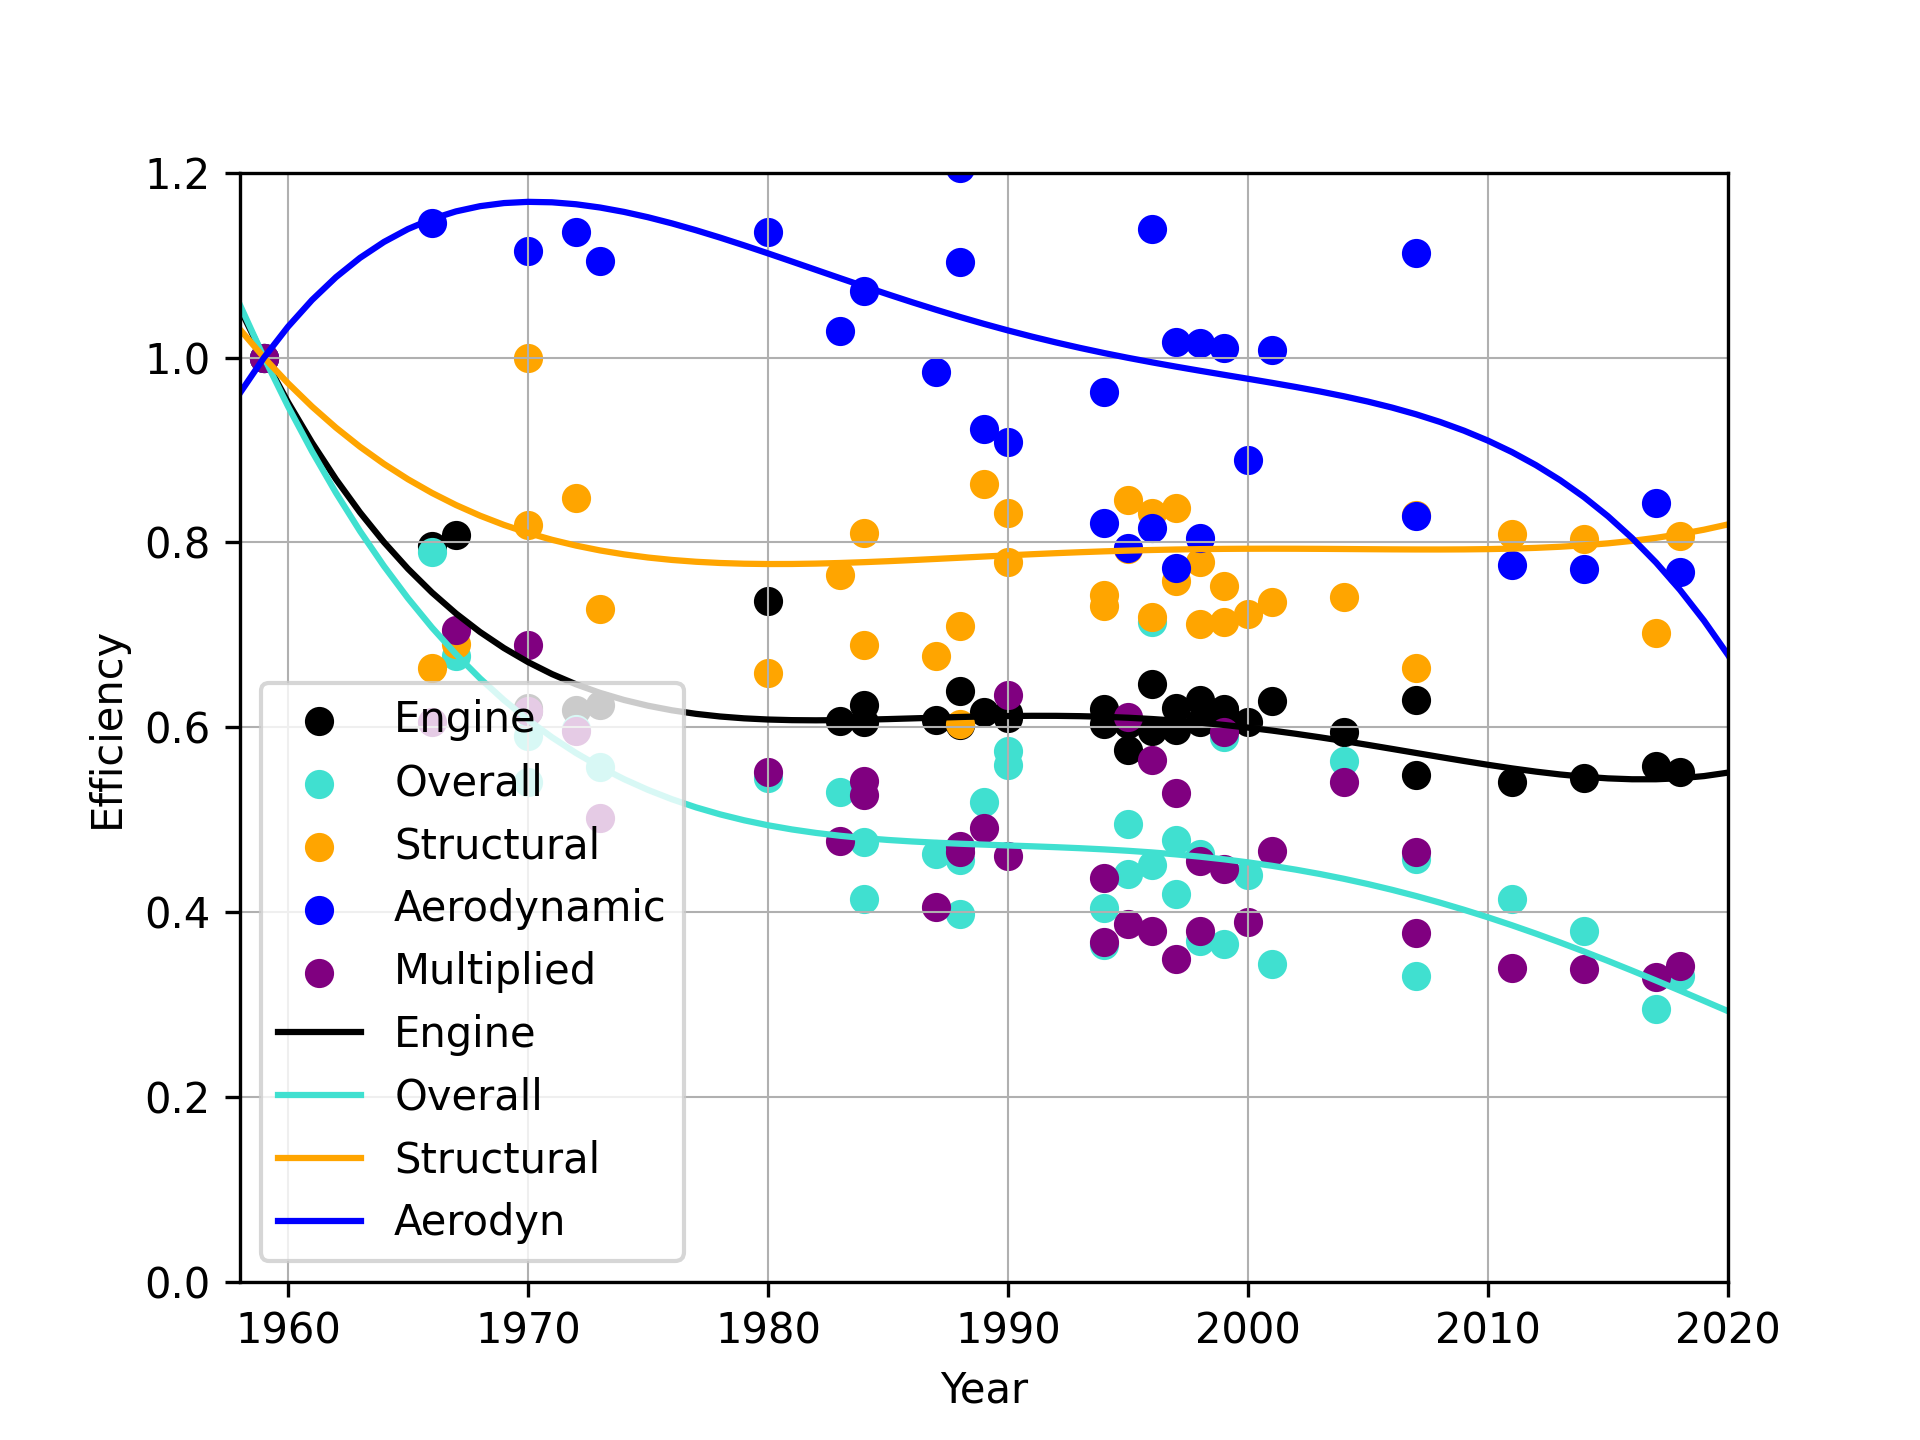 1.2
1.0
0.8
0.6
0.4
0.2
0.0
Efficiency
Engine
Overall
Structural
Aerodynamic
Multiplied
Engine
Overall
Structural
Aerodyn
1960 1970 1980 1990 2000 2010 2020
Year